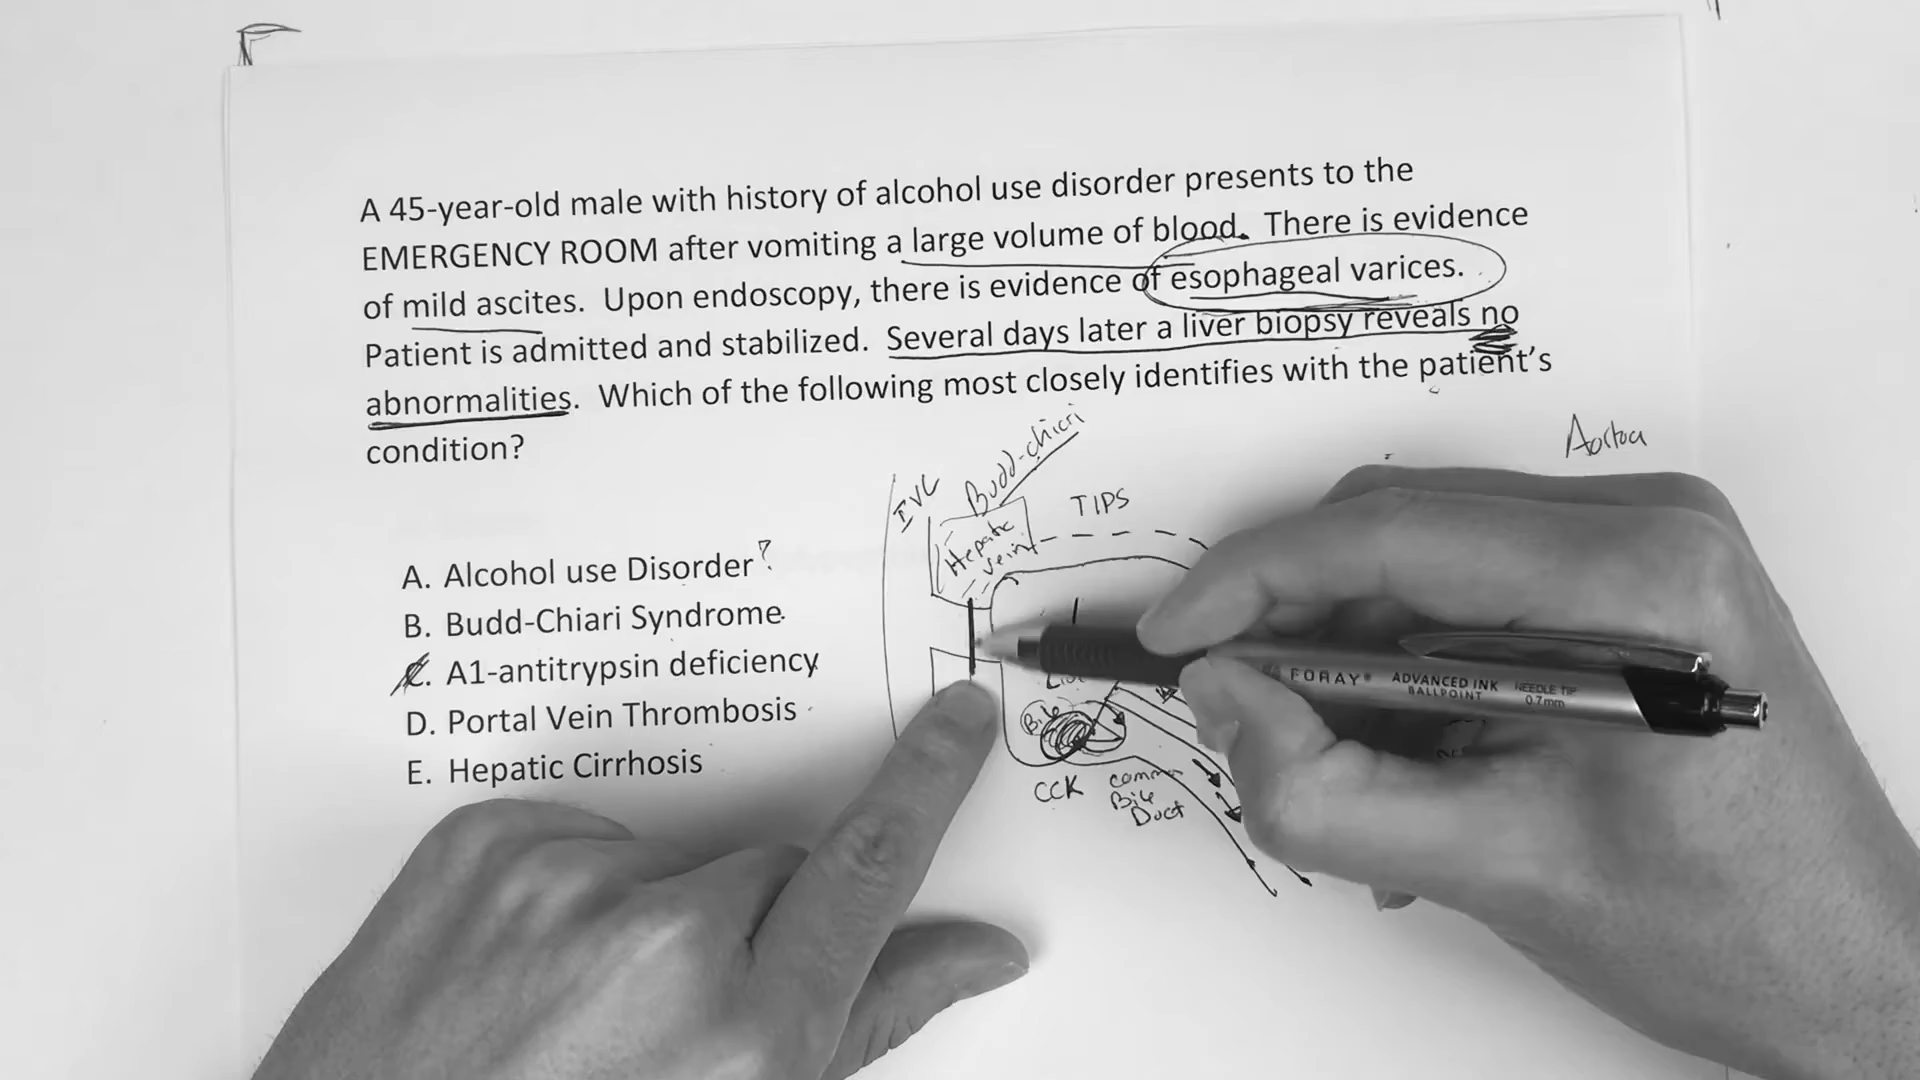 A 45-year-old male with history of alcohol use disorder presents to the
EMERGENCY ROOM after vomiting a large volume of blood. There is evidence
of mild ascites. Upon endoscopy, there is evidence of esophageal varices.
Patient is admitted and stabilized. Several days later a liver biopsy reveals no
abnormalities. Which of the following most closely identifies with the patient's
condition?
Aorta
IVC
Budd-chiari
TIPS
Hepatic
vein
A. Alcohol use Disorder ?
B. Budd-Chiari Syndrome
C. A1-antitrypsin deficiency
D. Portal Vein Thrombosis
E. Hepatic Cirrhosis
FORAY ADVANCED INK
BALLPOINT
NEEDLE TIP
0.7mm
Bile
CCK
common
Bile
Duct